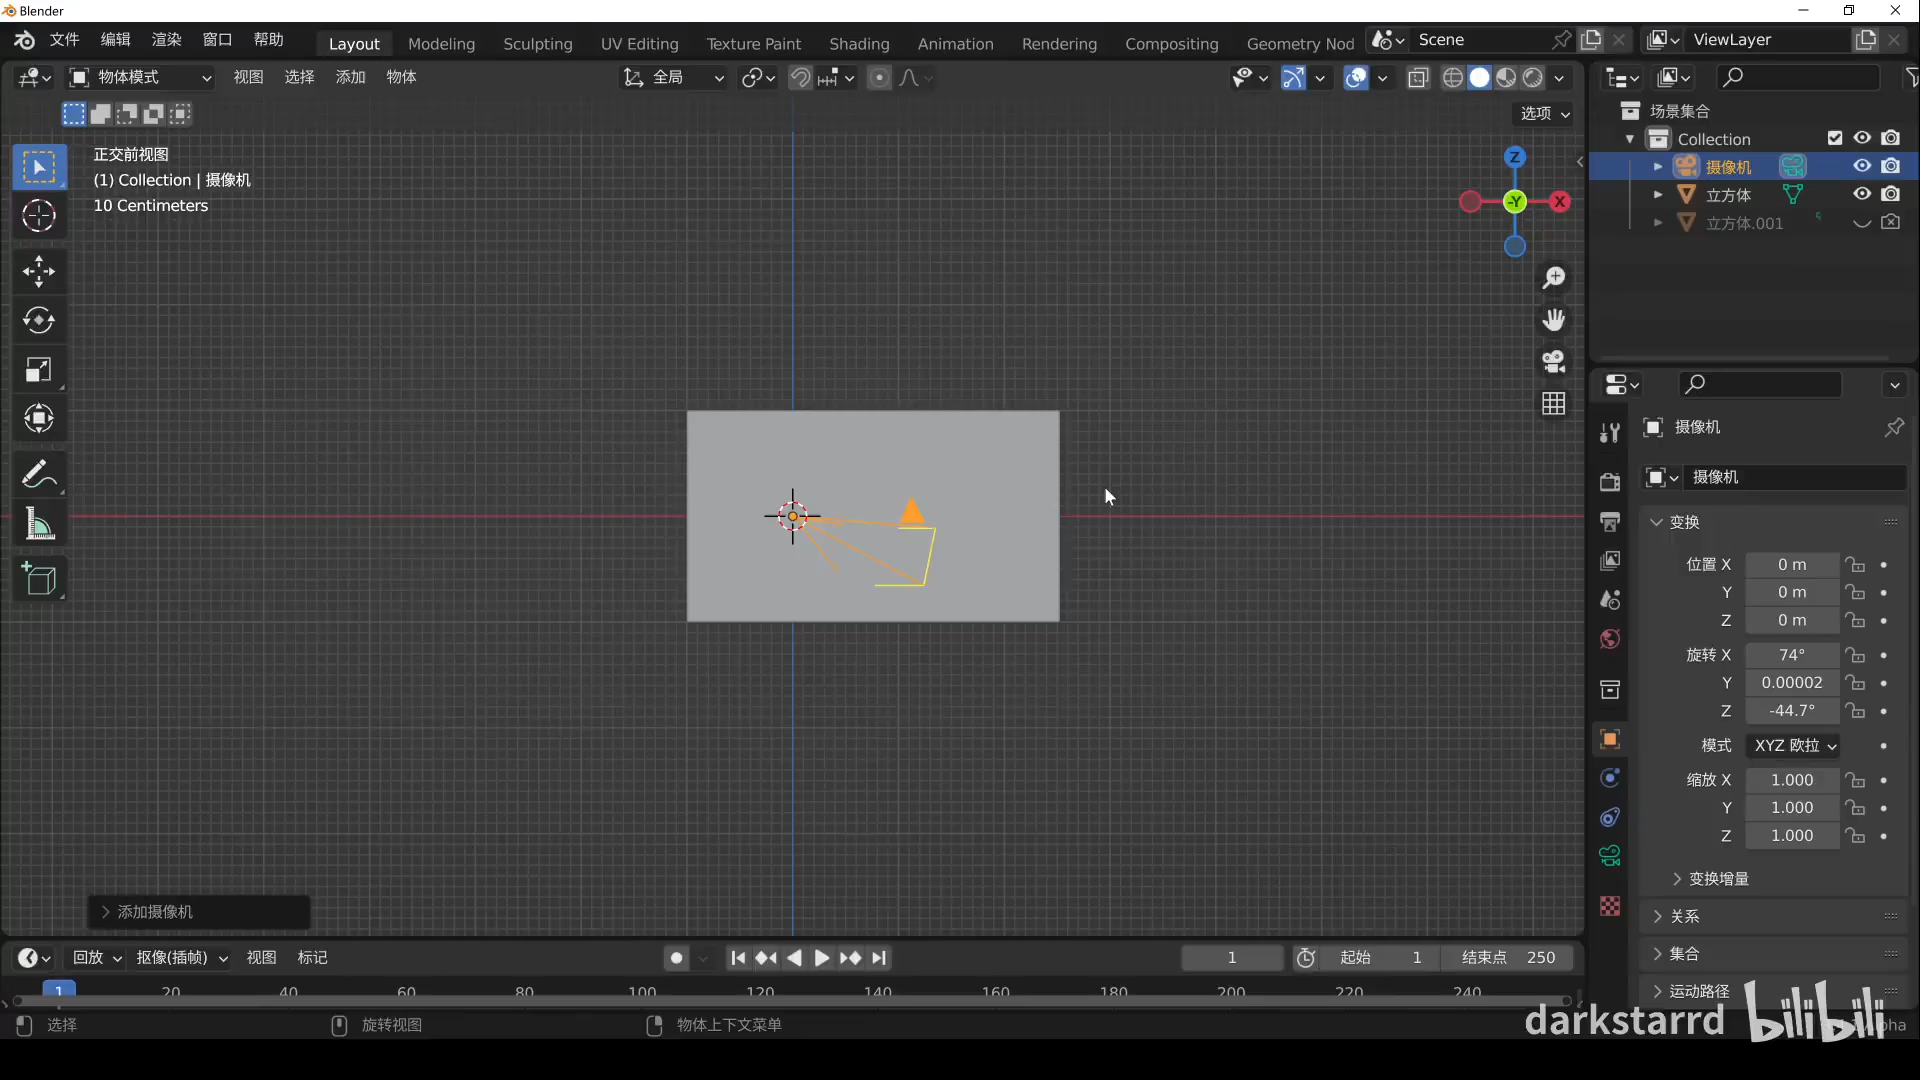 Blender
文件 编辑 渲染 窗口 帮助 Layout Modeling Sculpting UV Editing Texture Paint Shading Animation Rendering Compositing Geometry Nod Scene ViewLayer
物体模式 视图 选择 添加 物体 全局
选项
正交前视图
(1) Collection | 摄像机
10 Centimeters
Z
-Y
X
场景集合
Collection
摄像机
立方体
立方体.001
摄像机
摄像机
变换
位置 X 0 m
Y 0 m
Z 0 m
旋转 X 74°
Y 0.00002
Z -44.7°
模式 XYZ 欧拉
缩放 X 1.000
Y 1.000
Z 1.000
变换增量
关系
集合
运动路径
添加摄像机
回放 抠像(插帧) 视图 标记 1 起始 1 结束点 250
1 20 40 60 80 100 120 140 160 180 200 220 240
选择 旋转视图 物体上下文菜单
darkstarrd bilibili